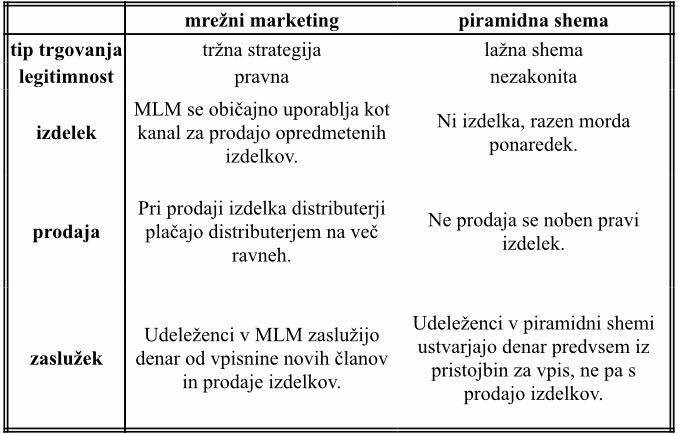 mrežni marketing
piramidna shema
tip trgovanja
tržna strategija
lažna shema
legitimnost
pravna
nezakonita
izdelek
MLM se običajno uporablja kot
kanal za prodajo opredmetenih
izdelkov.
Ni izdelka, razen morda
ponaredek.
prodaja
Pri prodaji izdelka distributerji
plačajo distributerjem na več
ravneh.
Ne prodaja se noben pravi
izdelek.
zaslužek
Udeleženci v MLM zaslužijo
denar od vpisnine novih članov
in prodaje izdelkov.
Udeleženci v piramidni shemi
ustvarjajo denar predvsem iz
pristojbin za vpis, ne pa s
prodajo izdelkov.